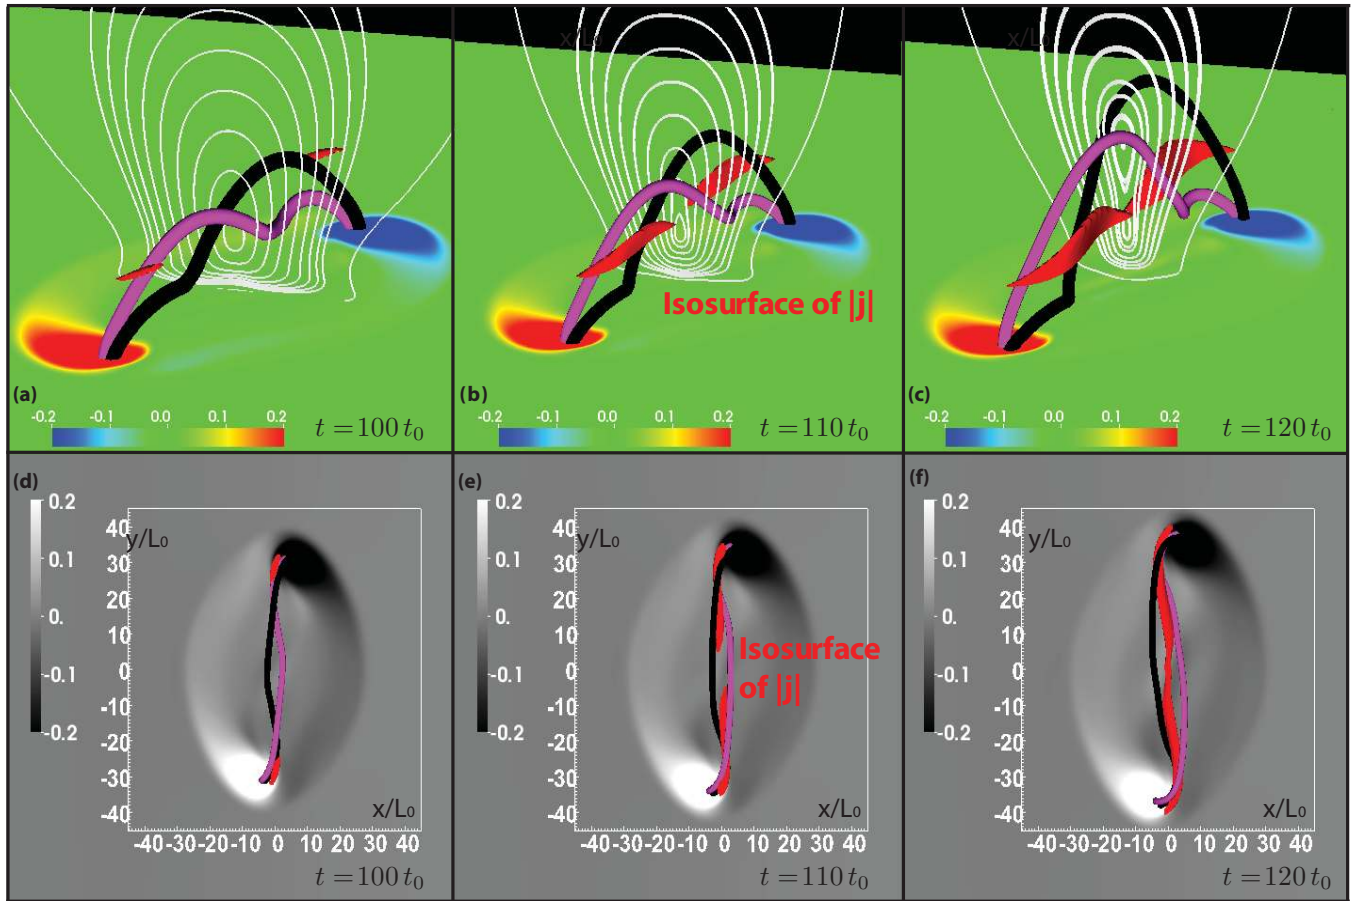 x/L₀
x/L₀
Isosurface of |j|
(a)
-0.2 -0.1 0.0 0.1 0.2
t = 100 t₀
(b)
-0.2 -0.1 0.0 0.1 0.2
t = 110 t₀
(c)
-0.2 -0.1 0.0 0.1 0.2
t = 120 t₀
(d)
0.2
0.1
0.
-0.1
-0.2
y/L₀
40
30
20
10
0
-10
-20
-30
-40
x/L₀
-40 -30 -20 -10 0 10 20 30 40
t = 100 t₀
(e)
0.2
0.1
0.
-0.1
-0.2
y/L₀
40
30
20
10
0
-10
-20
-30
-40
Isosurface
of |j|
x/L₀
-40 -30 -20 -10 0 10 20 30 40
t = 110 t₀
(f)
0.2
0.1
0.
-0.1
-0.2
y/L₀
40
30
20
10
0
-10
-20
-30
-40
x/L₀
-40 -30 -20 -10 0 10 20 30 40
t = 120 t₀